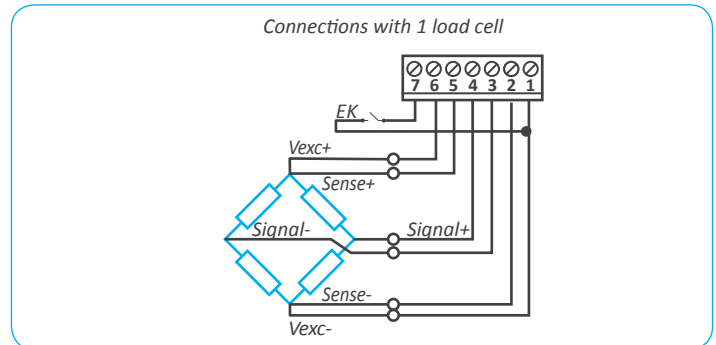 Connections with 1 load cell
7 6 5 4 3 2 1
EK
Vexc+
Sense+
Signal- Signal+
Sense-
Vexc-